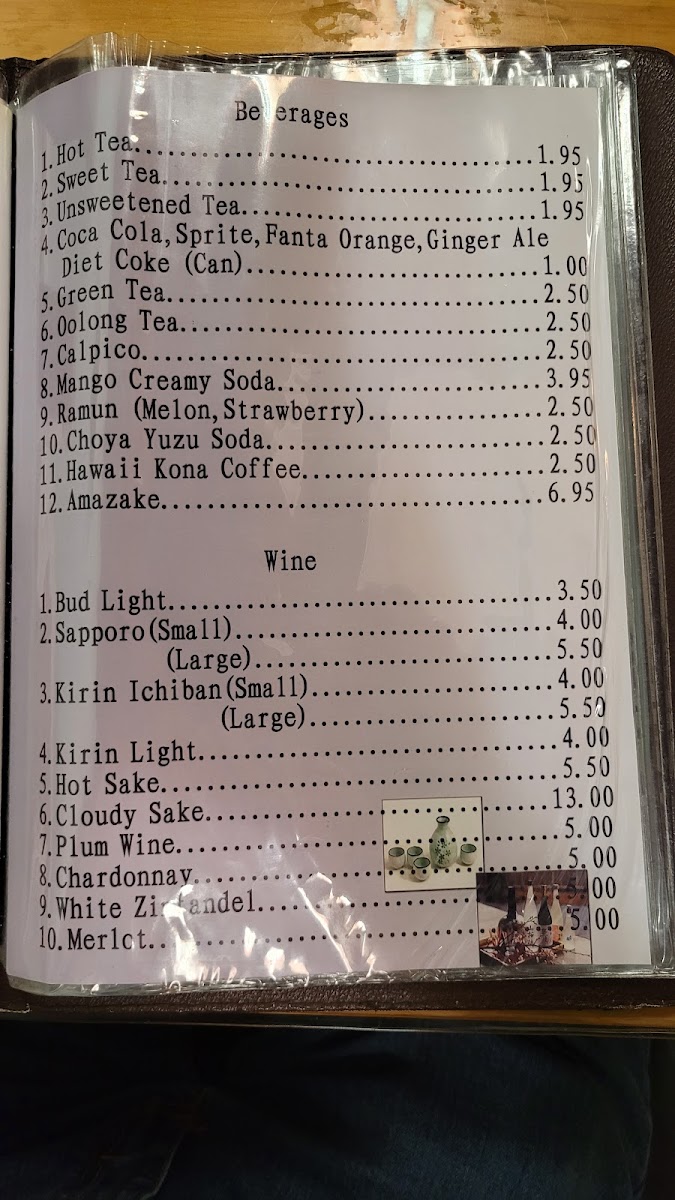 Beverages
1.Hot Tea..................................1.95
2.Sweet Tea................................1.95
3.Unsweetened Tea..........................1.95
4.Coca Cola,Sprite,Fanta Orange,Ginger Ale
Diet Coke (Can)..........................1.00
5.Green Tea................................2.50
6.Oolong Tea...............................2.50
7.Calpico..................................2.50
8.Mango Creamy Soda........................3.95
9.Ramun (Melon,Strawberry).................2.50
10.Choya Yuzu Soda.........................2.50
11.Hawaii Kona Coffee......................2.50
12.Amazake.................................6.95
Wine
1.Bud Light................................3.50
2.Sapporo(Small)...........................4.00
(Large)..........................5.50
3.Kirin Ichiban(Small).....................4.00
(Large).....................5.50
4.Kirin Light..............................4.00
5.Hot Sake.................................5.50
6.Cloudy Sake..............................13.00
7.Plum Wine................................5.00
8.Chardonnay...............................5.00
9.White Zinfandel..........................5.00
10.Merlot..................................5.00